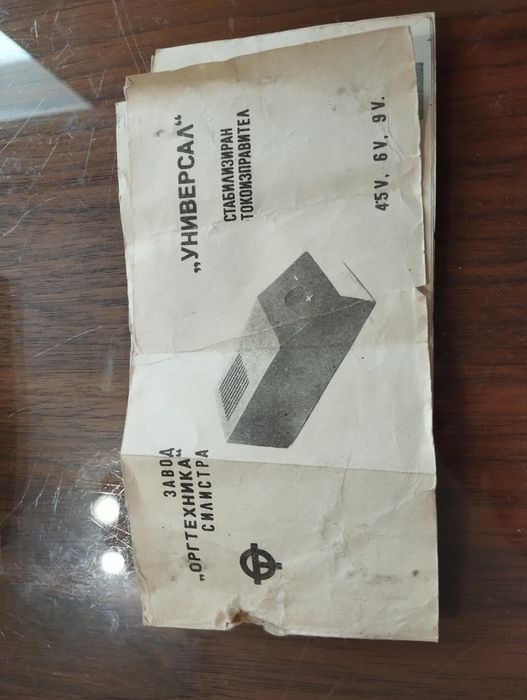 ЗАВОД
„ОРГТЕХНИКА“
СИЛИСТРА
„УНИВЕРСАЛ“
СТАБИЛИЗИРАН
ТОКОИЗПРАВИТЕЛ
4'5 V, 6 V, 9 V.